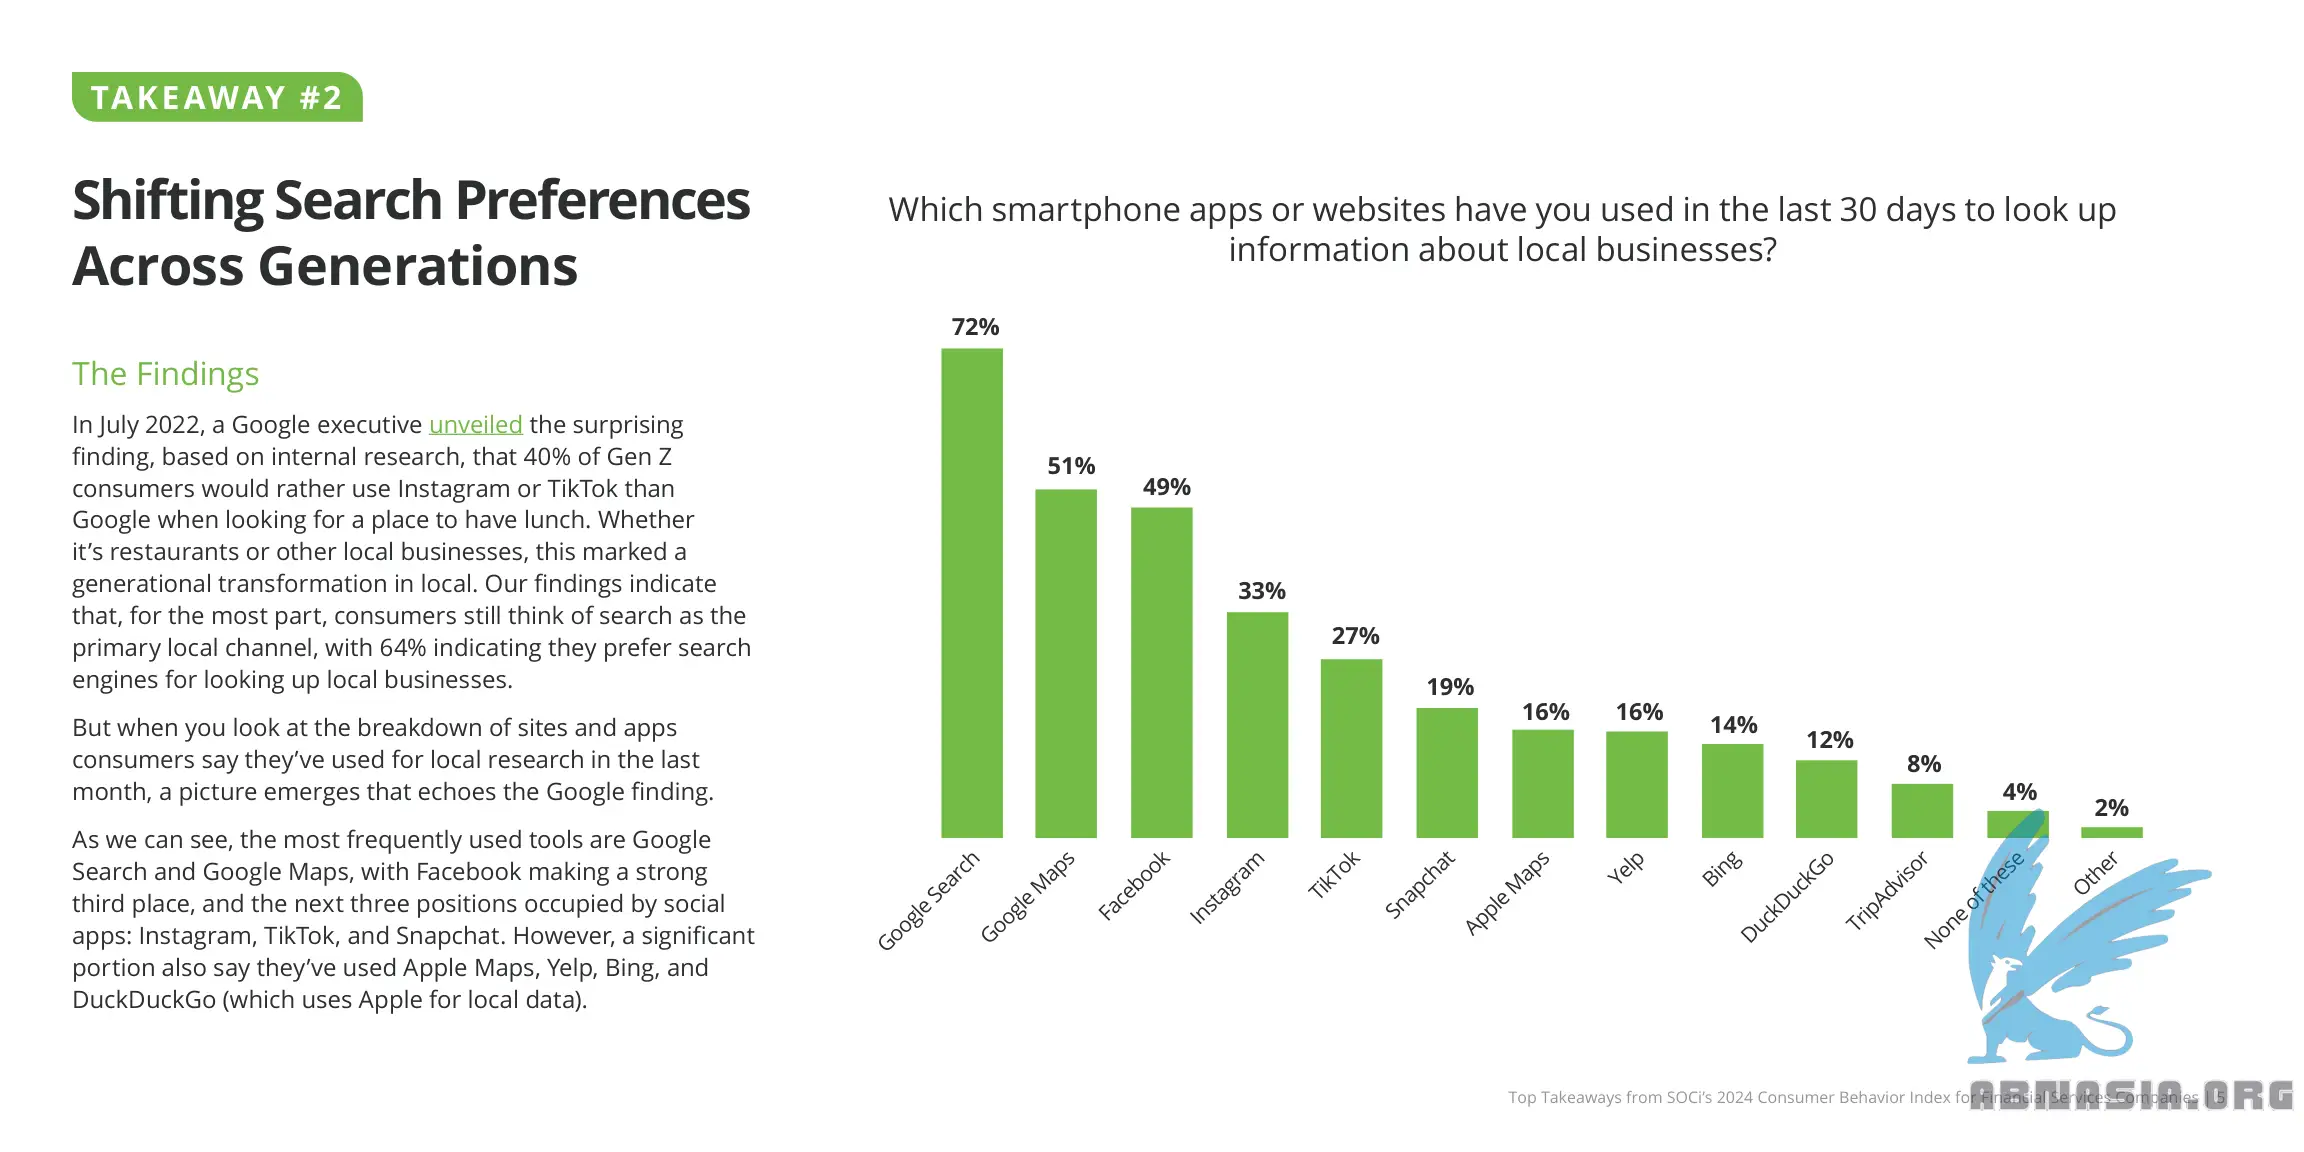 TAKEAWAY #2
Shifting Search Preferences
Across Generations
The Findings
In July 2022, a Google executive unveiled the surprising
finding, based on internal research, that 40% of Gen Z
consumers would rather use Instagram or TikTok than
Google when looking for a place to have lunch. Whether
it’s restaurants or other local businesses, this marked a
generational transformation in local. Our findings indicate
that, for the most part, consumers still think of search as the
primary local channel, with 64% indicating they prefer search
engines for looking up local businesses.
But when you look at the breakdown of sites and apps
consumers say they’ve used for local research in the last
month, a picture emerges that echoes the Google finding.
As we can see, the most frequently used tools are Google
Search and Google Maps, with Facebook making a strong
third place, and the next three positions occupied by social
apps: Instagram, TikTok, and Snapchat. However, a significant
portion also say they’ve used Apple Maps, Yelp, Bing, and
DuckDuckGo (which uses Apple for local data).
Which smartphone apps or websites have you used in the last 30 days to look up
information about local businesses?
72%
51%
49%
33%
27%
19%
16%
16%
14%
12%
8%
4%
2%
Google Search
Google Maps
Facebook
Instagram
TikTok
Snapchat
Apple Maps
Yelp
Bing
DuckDuckGo
TripAdvisor
None of these
Other
Top Takeaways from SOCi’s 2024 Consumer Behavior Index for Financial Services Companies | 5
ABMASIA.ORG